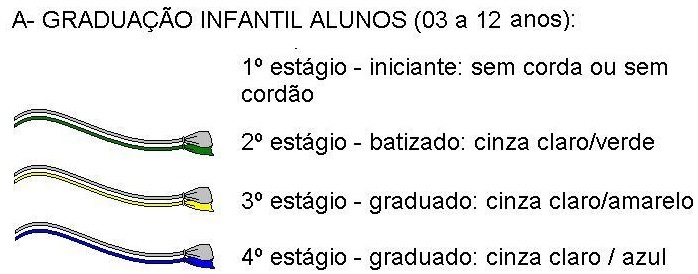 A- GRADUAÇÃO INFANTIL ALUNOS (03 a 12 anos):
1º estágio - iniciante: sem corda ou sem
cordão
2º estágio - batizado: cinza claro/verde
3º estágio - graduado: cinza claro/amarelo
4º estágio - graduado: cinza claro / azul